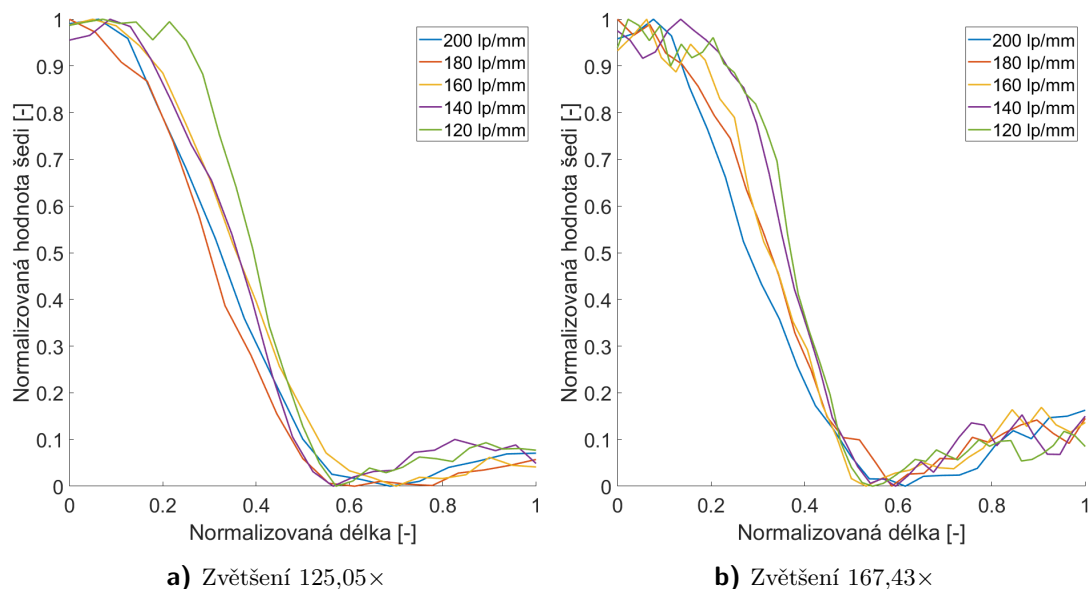 1
0.9
0.8
0.7
0.6
0.5
0.4
0.3
0.2
0.1
0
0 0.2 0.4 0.6 0.8 1
Normalizovaná hodnota šedi [-]
Normalizovaná délka [-]
200 lp/mm
180 lp/mm
160 lp/mm
140 lp/mm
120 lp/mm
a) Zvětšení 125,05×
1
0.9
0.8
0.7
0.6
0.5
0.4
0.3
0.2
0.1
0
0 0.2 0.4 0.6 0.8 1
Normalizovaná hodnota šedi [-]
Normalizovaná délka [-]
200 lp/mm
180 lp/mm
160 lp/mm
140 lp/mm
120 lp/mm
b) Zvětšení 167,43×